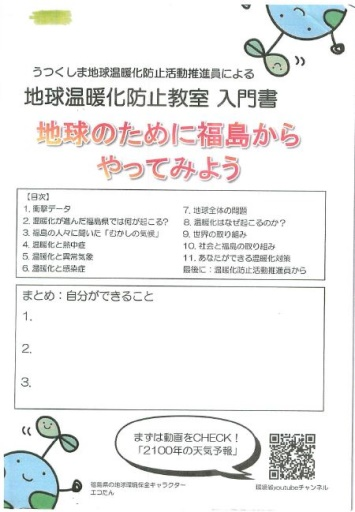 うつくしま地球温暖化防止活動推進員による
地球温暖化防止教室 入門書
地球のために福島から
やってみよう
【目次】
1, 衝撃データ
2, 温暖化が進んだ福島県では何が起こる?
3, 福島の人々に聞いた「むかしの気候」
4, 温暖化と熱中症
5, 温暖化と異常気象
6, 温暖化と感染症
7, 地球全体の問題
8, 温暖化はなぜ起こるのか?
9, 世界の取り組み
10, 社会と福島の取り組み
11, あなたができる温暖化対策
最後に:温暖化防止活動推進員から
まとめ:自分ができること
1.
2.
3.
まずは動画をCHECK!
「2100年の天気予報」
福島県の地球環境保全キャラクター
エコたん
環境省youtubeチャンネル